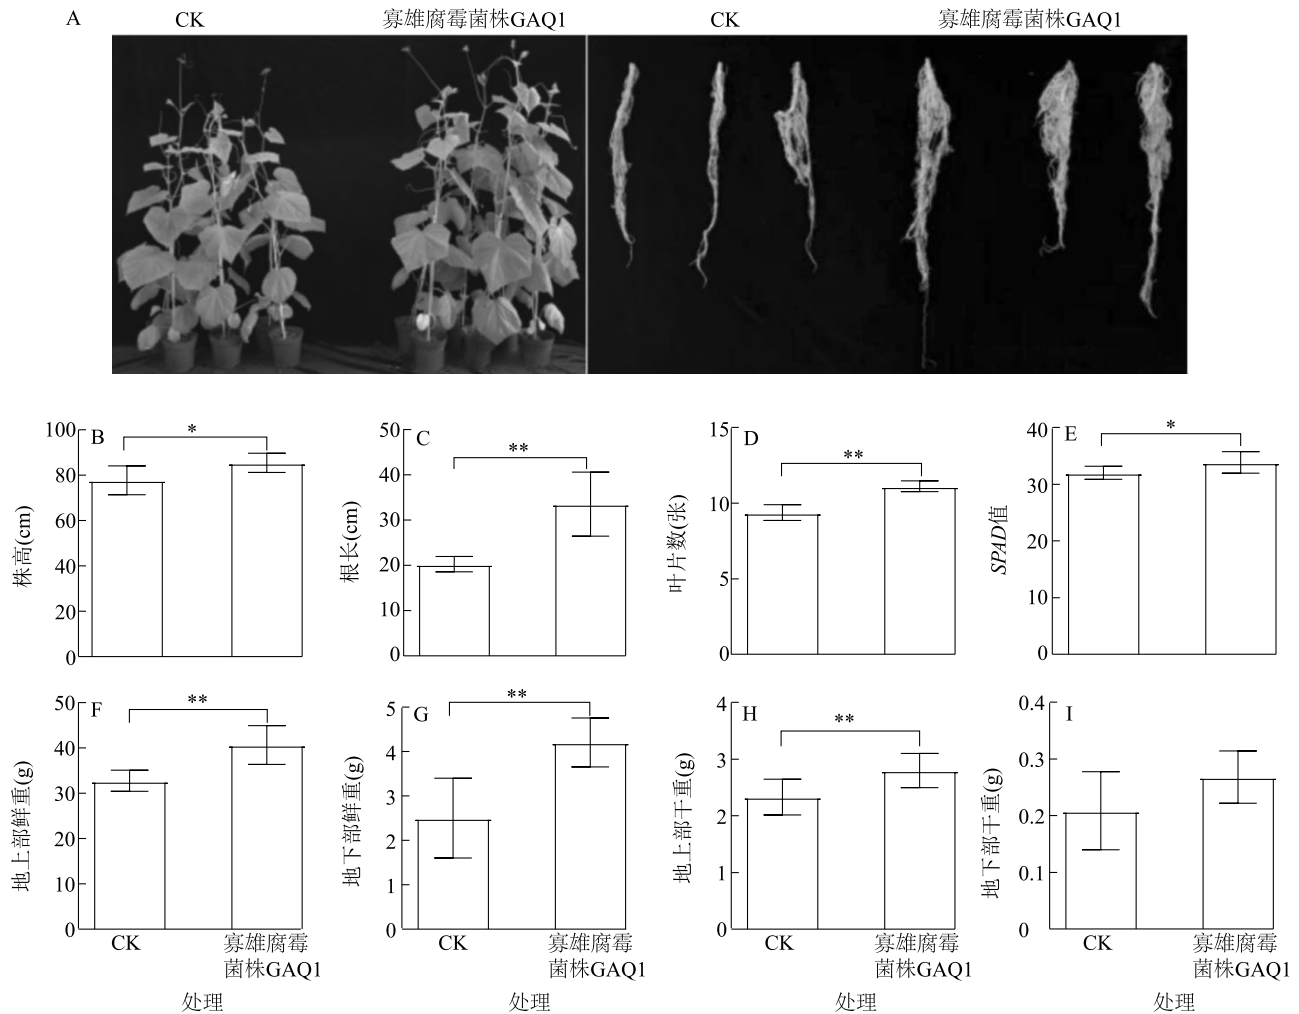 A
CK
寡雄腐霉菌株GAQ1
CK
寡雄腐霉菌株GAQ1
B
*
株高(cm)
100
80
60
40
20
0
C
**
根长(cm)
50
40
30
20
10
0
D
**
叶片数(张)
15
10
5
0
E
*
SPAD值
40
30
20
10
0
F
**
地上部鲜重(g)
50
40
30
20
10
0
CK
寡雄腐霉
菌株GAQ1
处理
G
**
地下部鲜重(g)
5
4
3
2
1
0
CK
寡雄腐霉
菌株GAQ1
处理
H
**
地上部干重(g)
4
3
2
1
0
CK
寡雄腐霉
菌株GAQ1
处理
I
地下部干重(g)
0.4
0.3
0.2
0.1
0
CK
寡雄腐霉
菌株GAQ1
处理